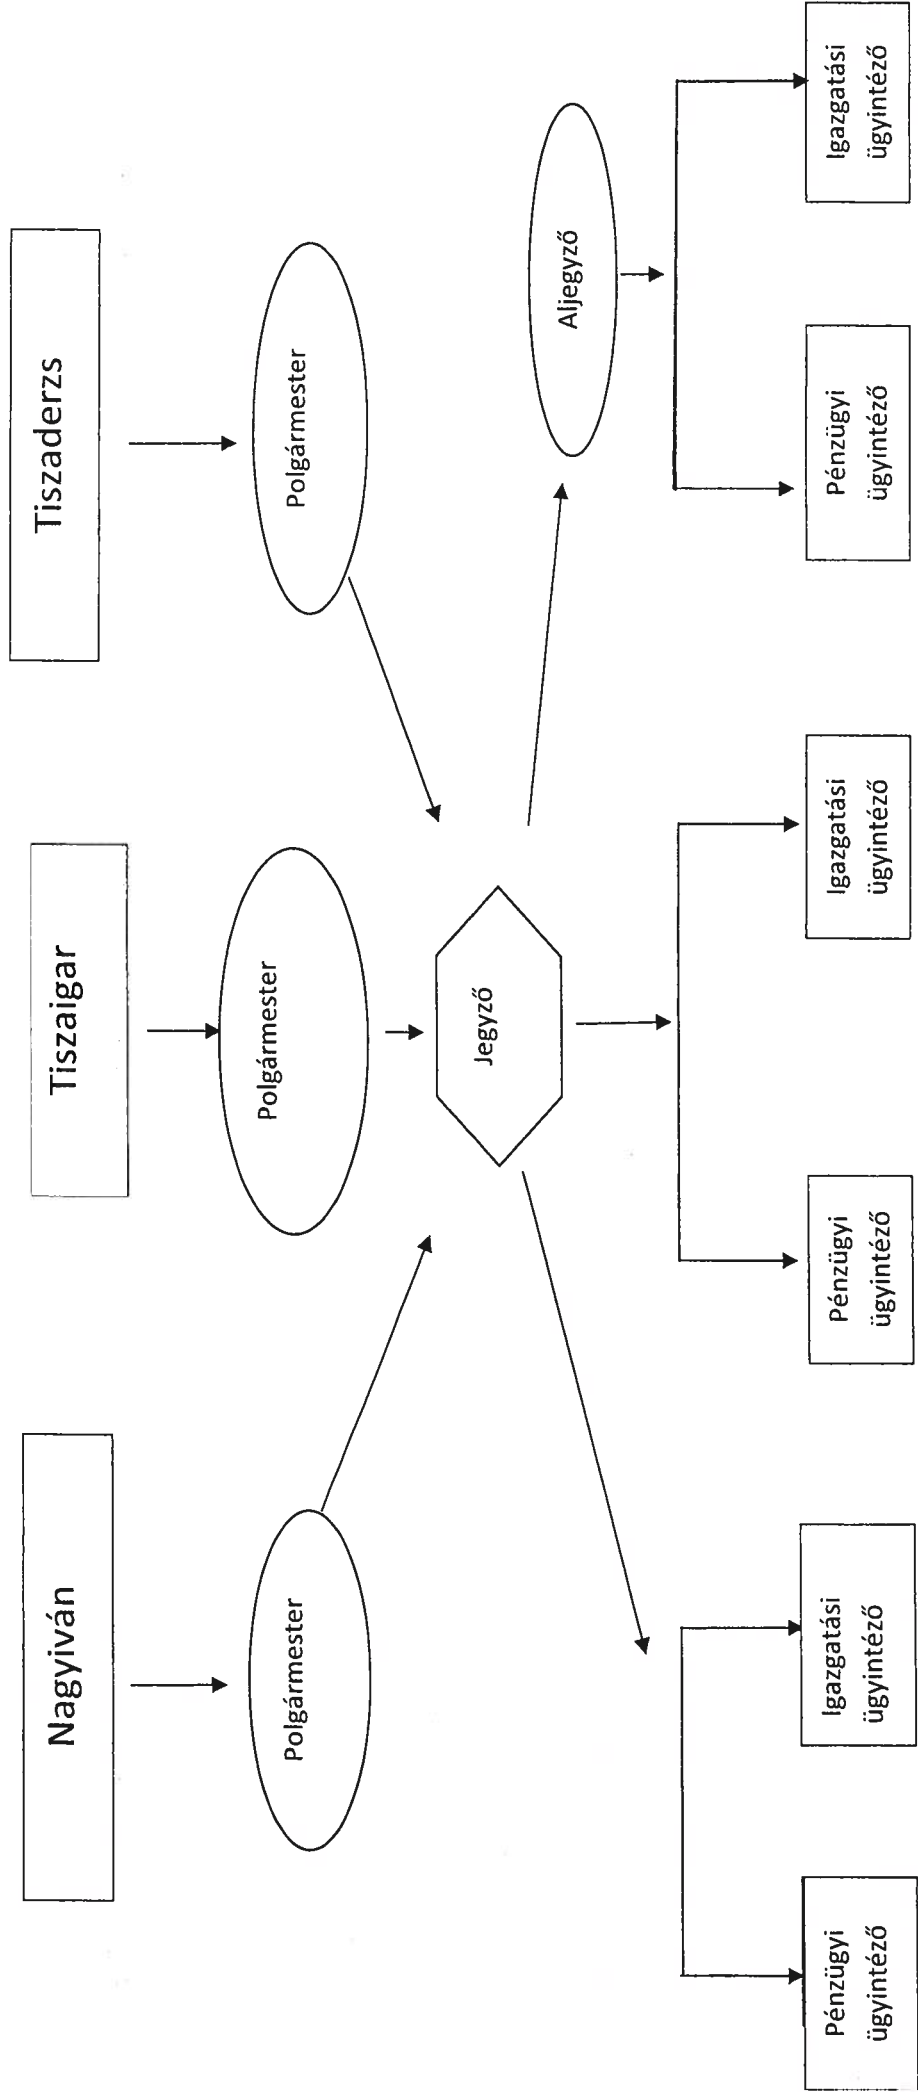 Nagyiván
Tiszaigar
Tiszaderzs
Polgármester
Polgármester
Polgármester
Jegyző
Aljegyző
Pénzügyi
ügyintéző
Igazgatási
ügyintéző
Pénzügyi
ügyintéző
Igazgatási
ügyintéző
Pénzügyi
ügyintéző
Igazgatási
ügyintéző